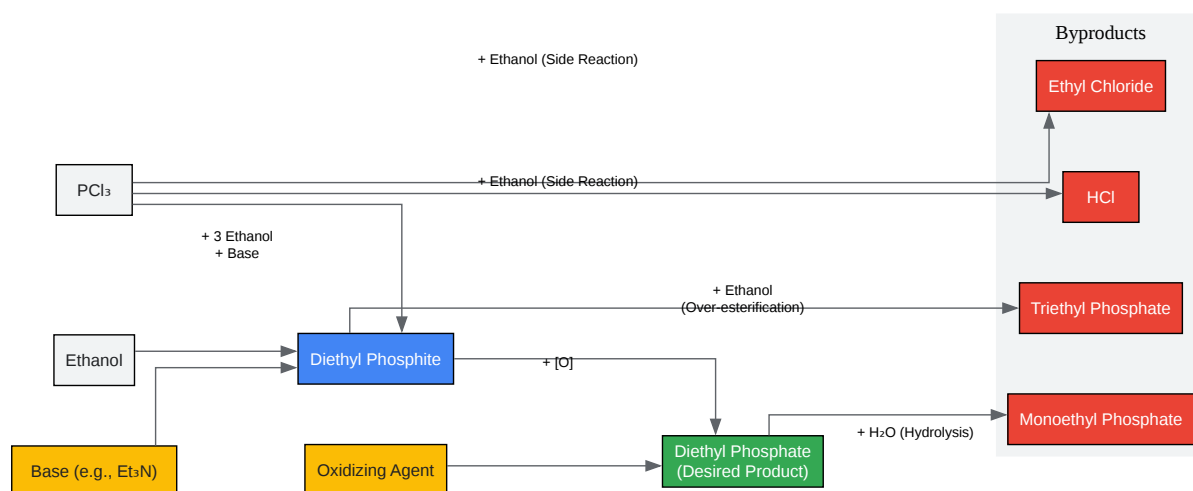 Byproducts
+ Ethanol (Side Reaction)
Ethyl Chloride
PCl₃
+ Ethanol (Side Reaction)
HCl
+ 3 Ethanol
+ Base
+ Ethanol
(Over-esterification)
Triethyl Phosphate
Ethanol
Diethyl Phosphite
+ [O]
Monoethyl Phosphate
+ H₂O (Hydrolysis)
Base (e.g., Et₃N)
Oxidizing Agent
Diethyl Phosphate
(Desired Product)